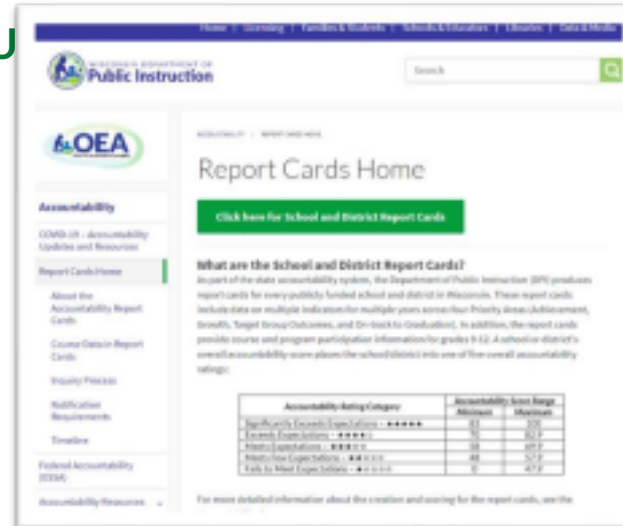 U
Home | Licensing | Families & Students | Schools & Educators | Libraries | Data & Media
WISCONSIN DEPARTMENT OF
Public Instruction
Search
OEA
ACCOUNTABILITY | REPORT CARDS HOME
Report Cards Home
Click here for School and District Report Cards
Accountability
COVID-19 - Accountability
Updates and Resources
Report Cards Home
About the
Accountability Report
Cards
Course Data in Report
Cards
Inquiry Process
Notification
Requirements
Timeline
Federal Accountability
(ESSA)
Accountability Resources
What are the School and District Report Cards?
As part of the state accountability system, the Department of Public Instruction (DPI) produces
report cards for every publicly funded school and district in Wisconsin. These report cards
include data on multiple indicators for multiple years across four Priority Areas (Achievement,
Growth, Target Group Outcomes, and On-track to Graduation). In addition, the report cards
provide course and program participation information for grades 9-12. A school or district's
overall accountability score places the school/district into one of five overall accountability
ratings:
Accountability Rating Category Accountability Score Range
Minimum Maximum
Significantly Exceeds Expectations - ★★★★★ 83 100
Exceeds Expectations - ★★★★☆ 70 82.9
Meets Expectations - ★★★☆☆ 58 69.9
Meets Few Expectations - ★★☆☆☆ 48 57.9
Fails to Meet Expectations - ★☆☆☆☆ 0 47.9
For more detailed information about the creation and scoring for the report cards, see the